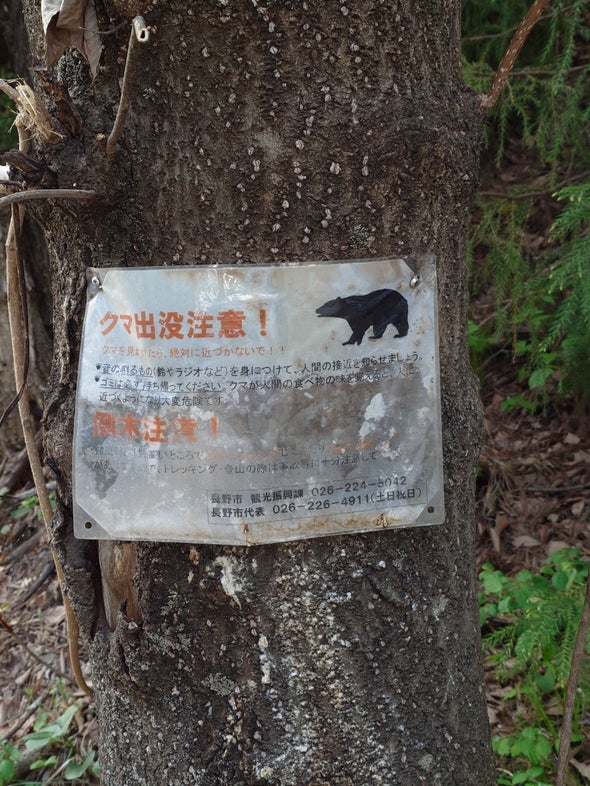 クマ出没注意！
クマを見かけたら、絶対に近づかないで！！
●音の出るもの(鈴やラジオなど)を身につけて、人間の接近を知らせましょう。
●ゴミは必ず持ち帰ってください。クマが人間の食べ物の味を覚えると、人に
近づくようになり大変危険です。
倒木注意！
トレッキング・登山の際は
十分注意して
長野市 観光振興課 026-224-5042
長野市代表 026-226-4911(土日祝日)